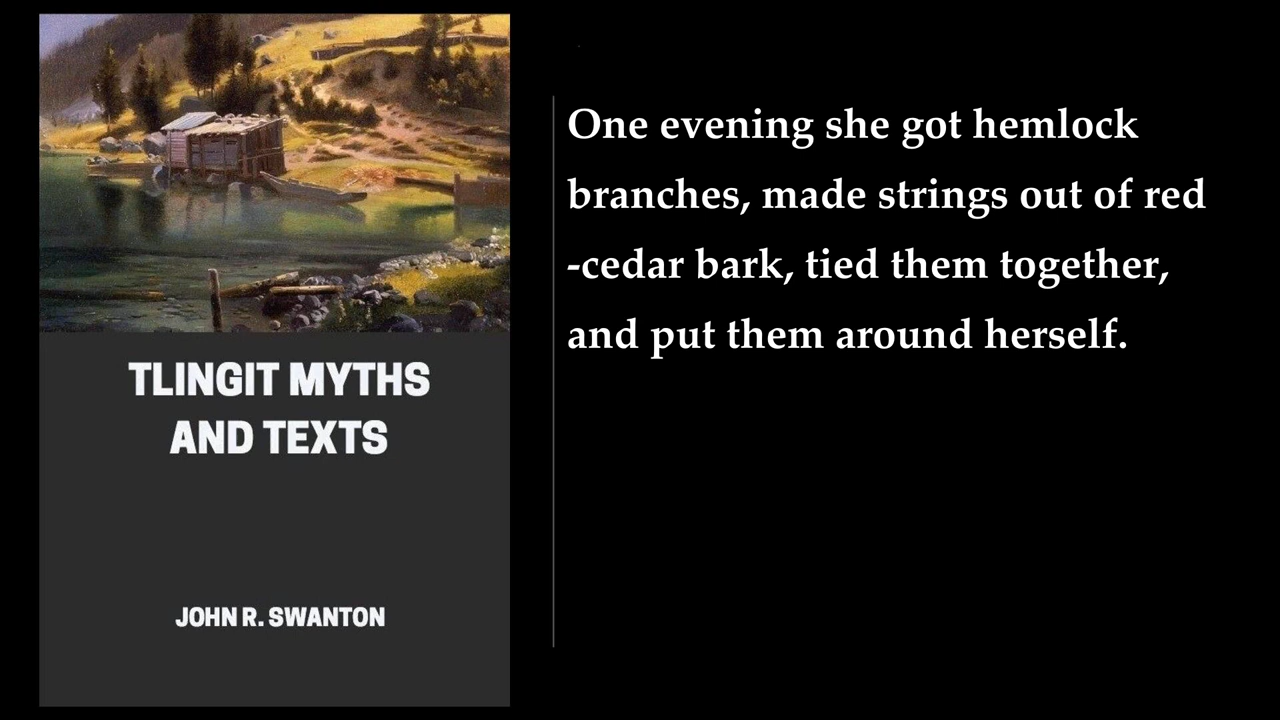 TLINGIT MYTHS
AND TEXTS
JOHN R. SWANTON
One evening she got hemlock
branches, made strings out of red
-cedar bark, tied them together,
and put them around herself.